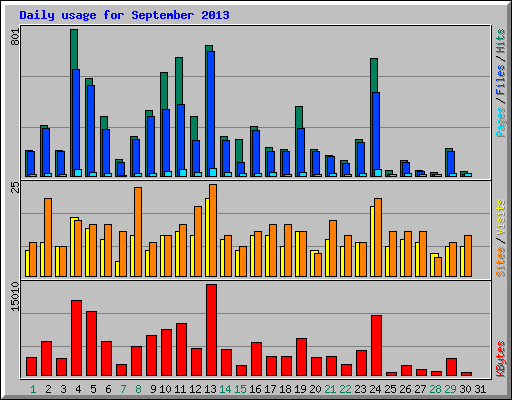 Daily usage for September 2013
801
Pages / Files / Hits
25
Sites / Visits
15010
KBytes
1 2 3 4 5 6 7 8 9 10 11 12 13 14 15 16 17 18 19 20 21 22 23 24 25 26 27 28 29 30 31